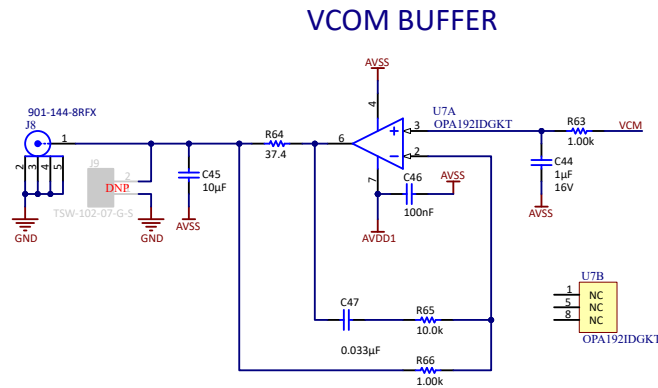 VCOM BUFFER
AVSS
901-144-8RFX
J8
1
2
3
4
5
GND
J9
2
DNP
TSW-102-07-G-S
GND
C45
10µF
AVSS
R64
37.4
6
4
7
U7A
OPA192IDGKT
3
2
C46
100nF
AVSS
AVDD1
R63
1.00k
VCM
C44
1µF
16V
AVSS
C47
0.033µF
R65
10.0k
R66
1.00k
U7B
1 NC
5 NC
8 NC
OPA192IDGKT